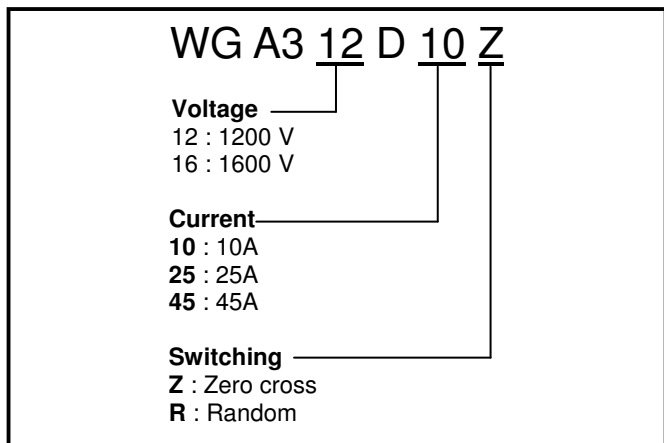 WG A3 12 D 10 Z
Voltage
12 : 1200 V
16 : 1600 V
Current
10 : 10A
25 : 25A
45 : 45A
Switching
Z : Zero cross
R : Random